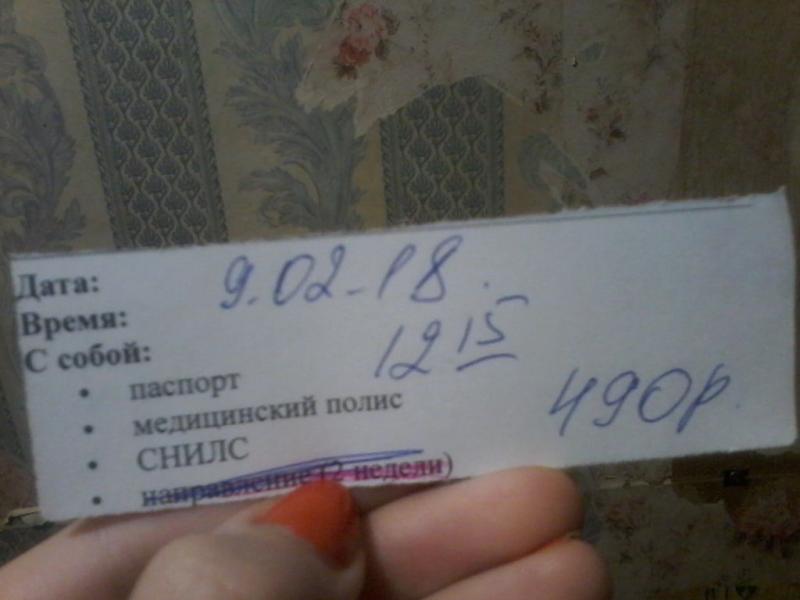 Дата: 9.02-18.
Время: 12 15
С собой:
• паспорт
• медицинский полис
490р.
• СНИЛС
• направление (2 недели)